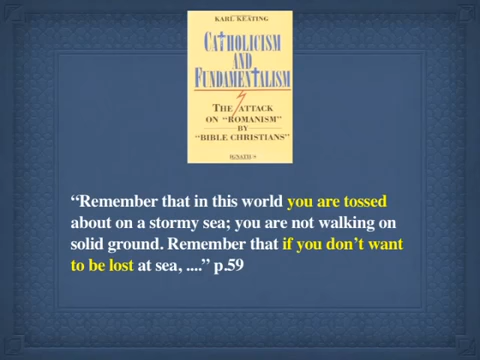 KARL KEATING
CATHOLICISM
AND
FUNDAMENTALISM
THE ATTACK
ON "ROMANISM"
BY
"BIBLE CHRISTIANS"
IGNATIUS
“Remember that in this world you are tossed
about on a stormy sea; you are not walking on
solid ground. Remember that if you don’t want
to be lost at sea, ....” p.59